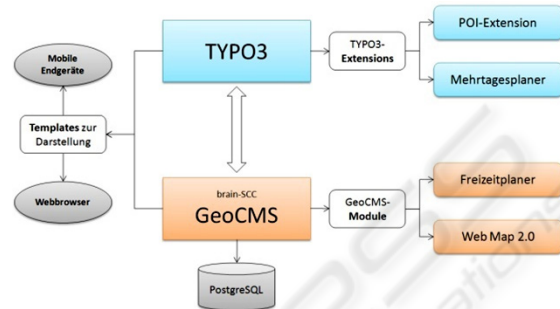 Mobile
Endgeräte
Templates zur
Darstellung
Webbrowser
TYPO3
TYPO3-
Extensions
POI-Extension
Mehrtagesplaner
brain-SCC
GeoCMS
GeoCMS-
Module
Freizeitplaner
Web Map 2.0
PostgreSQL